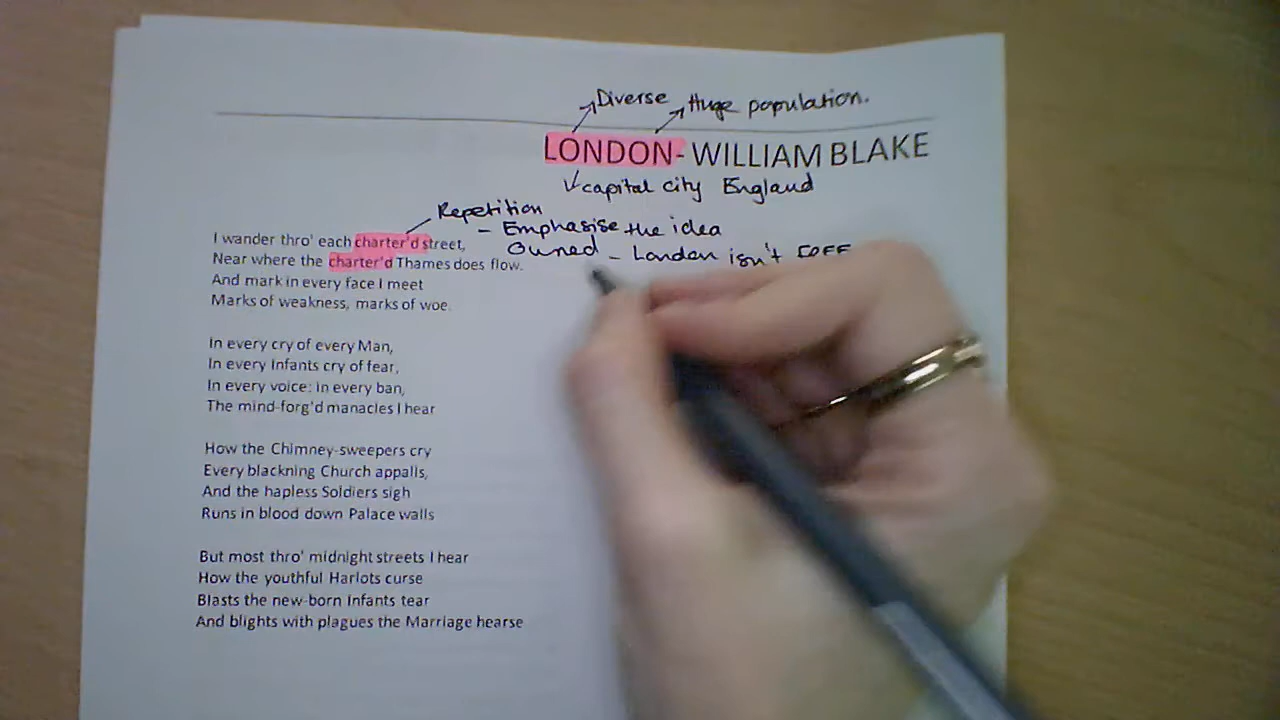 Diverse Huge population.
LONDON- WILLIAM BLAKE
capital city England
Repetition
- Emphasise the idea
I wander thro' each charter'd street,
Owned - London isn't
Near where the charter'd Thames does flow.
And mark in every face I meet
Marks of weakness, marks of woe.
In every cry of every Man,
In every Infants cry of fear,
In every voice: in every ban,
The mind-forg'd manacles I hear
How the Chimney-sweepers cry
Every blackning Church appalls,
And the hapless Soldiers sigh
Runs in blood down Palace walls
But most thro' midnight streets I hear
How the youthful Harlots curse
Blasts the new-born Infants tear
And blights with plagues the Marriage hearse